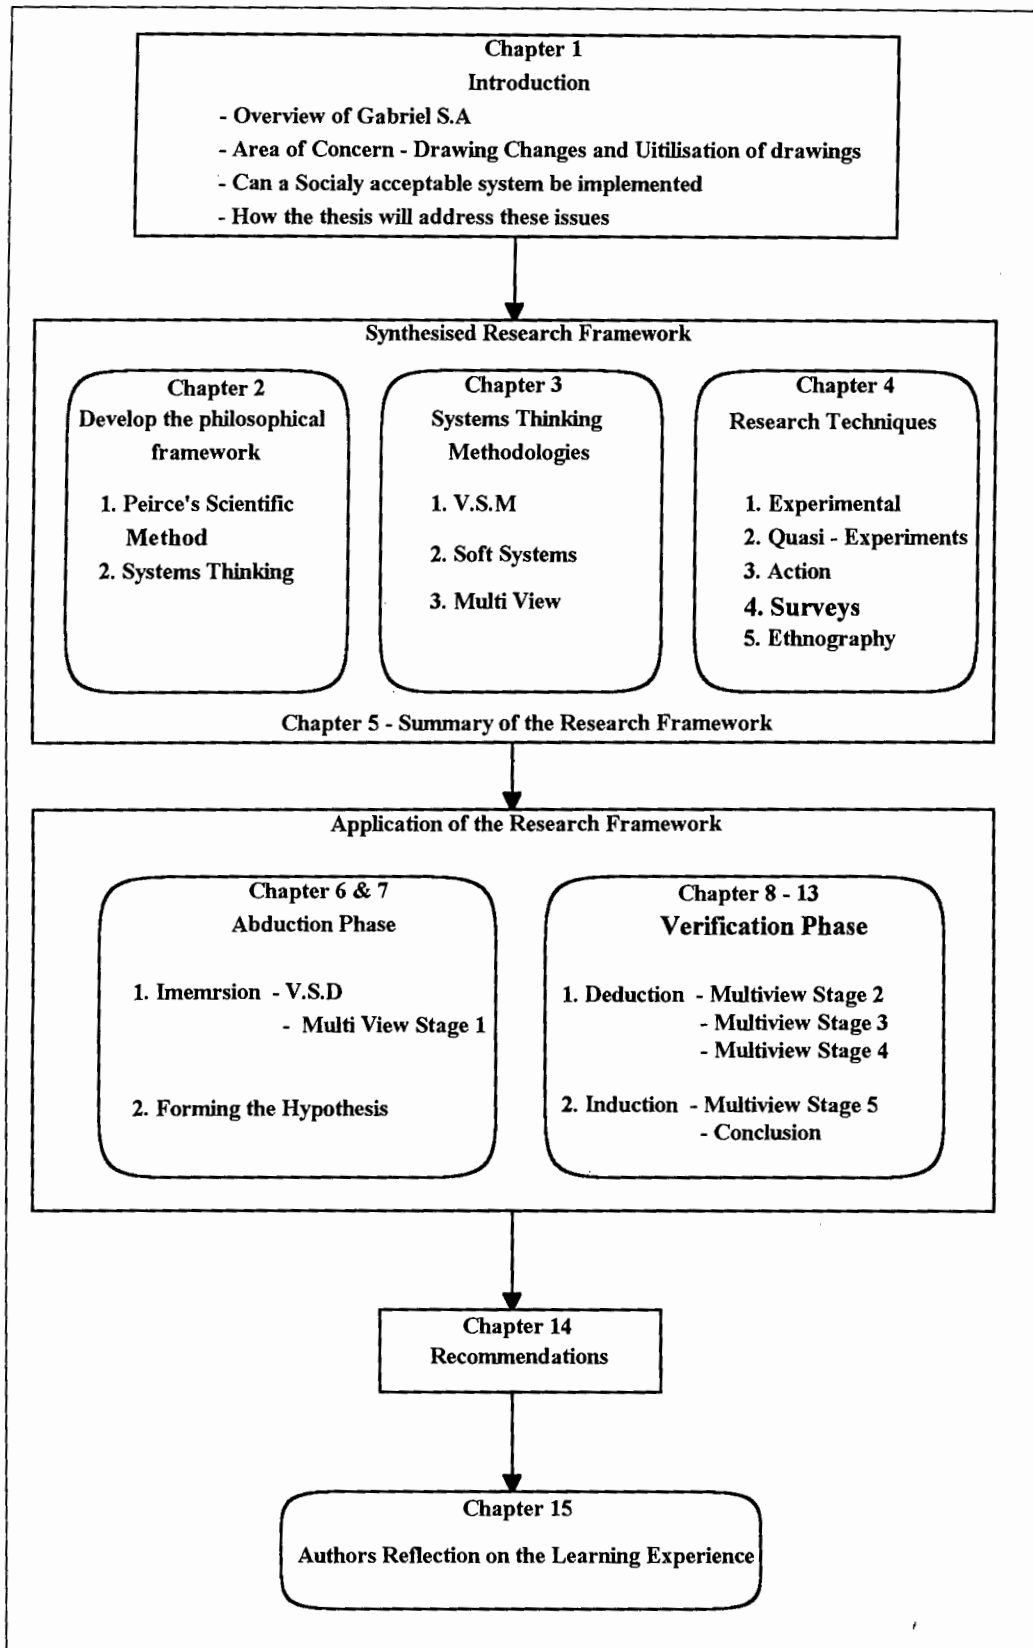 Chapter 1
Introduction
- Overview of Gabriel S.A
- Area of Concern - Drawing Changes and Uitilisation of drawings
- Can a Socialy acceptable system be implemented
- How the thesis will address these issues
Synthesised Research Framework
Chapter 2
Develop the philosophical
framework
1. Peirce's Scientific
Method
2. Systems Thinking
Chapter 3
Systems Thinking
Methodologies
1. V.S.M
2. Soft Systems
3. Multi View
Chapter 4
Research Techniques
1. Experimental
2. Quasi - Experiments
3. Action
4. Surveys
5. Ethnography
Chapter 5 - Summary of the Research Framework
Application of the Research Framework
Chapter 6 & 7
Abduction Phase
1. Imemrsion - V.S.D
- Multi View Stage 1
2. Forming the Hypothesis
Chapter 8 - 13
Verification Phase
1. Deduction - Multiview Stage 2
- Multiview Stage 3
- Multiview Stage 4
2. Induction - Multiview Stage 5
- Conclusion
Chapter 14
Recommendations
Chapter 15
Authors Reflection on the Learning Experience